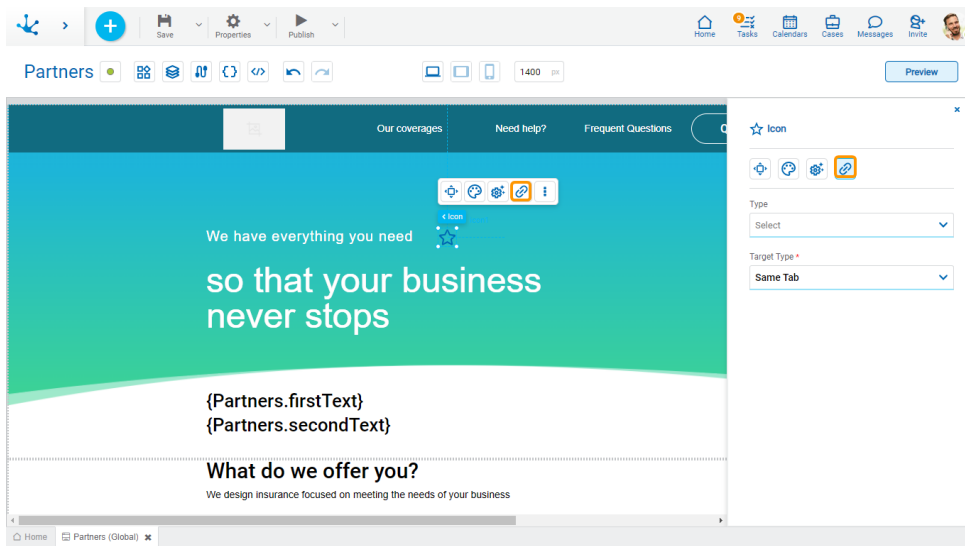 Save
Properties
Publish
Home
9
Tasks
Calendars
Cases
Messages
Invite
Partners
1400 px
Preview
Our coverages
Need help?
Frequent Questions
Q
Icon
We have everything you need
so that your business
never stops
{Partners.firstText}
{Partners.secondText}
What do we offer you?
We design insurance focused on meeting the needs of your business
Icon
Type
Select
Target Type *
Same Tab
Home
Partners (Global)